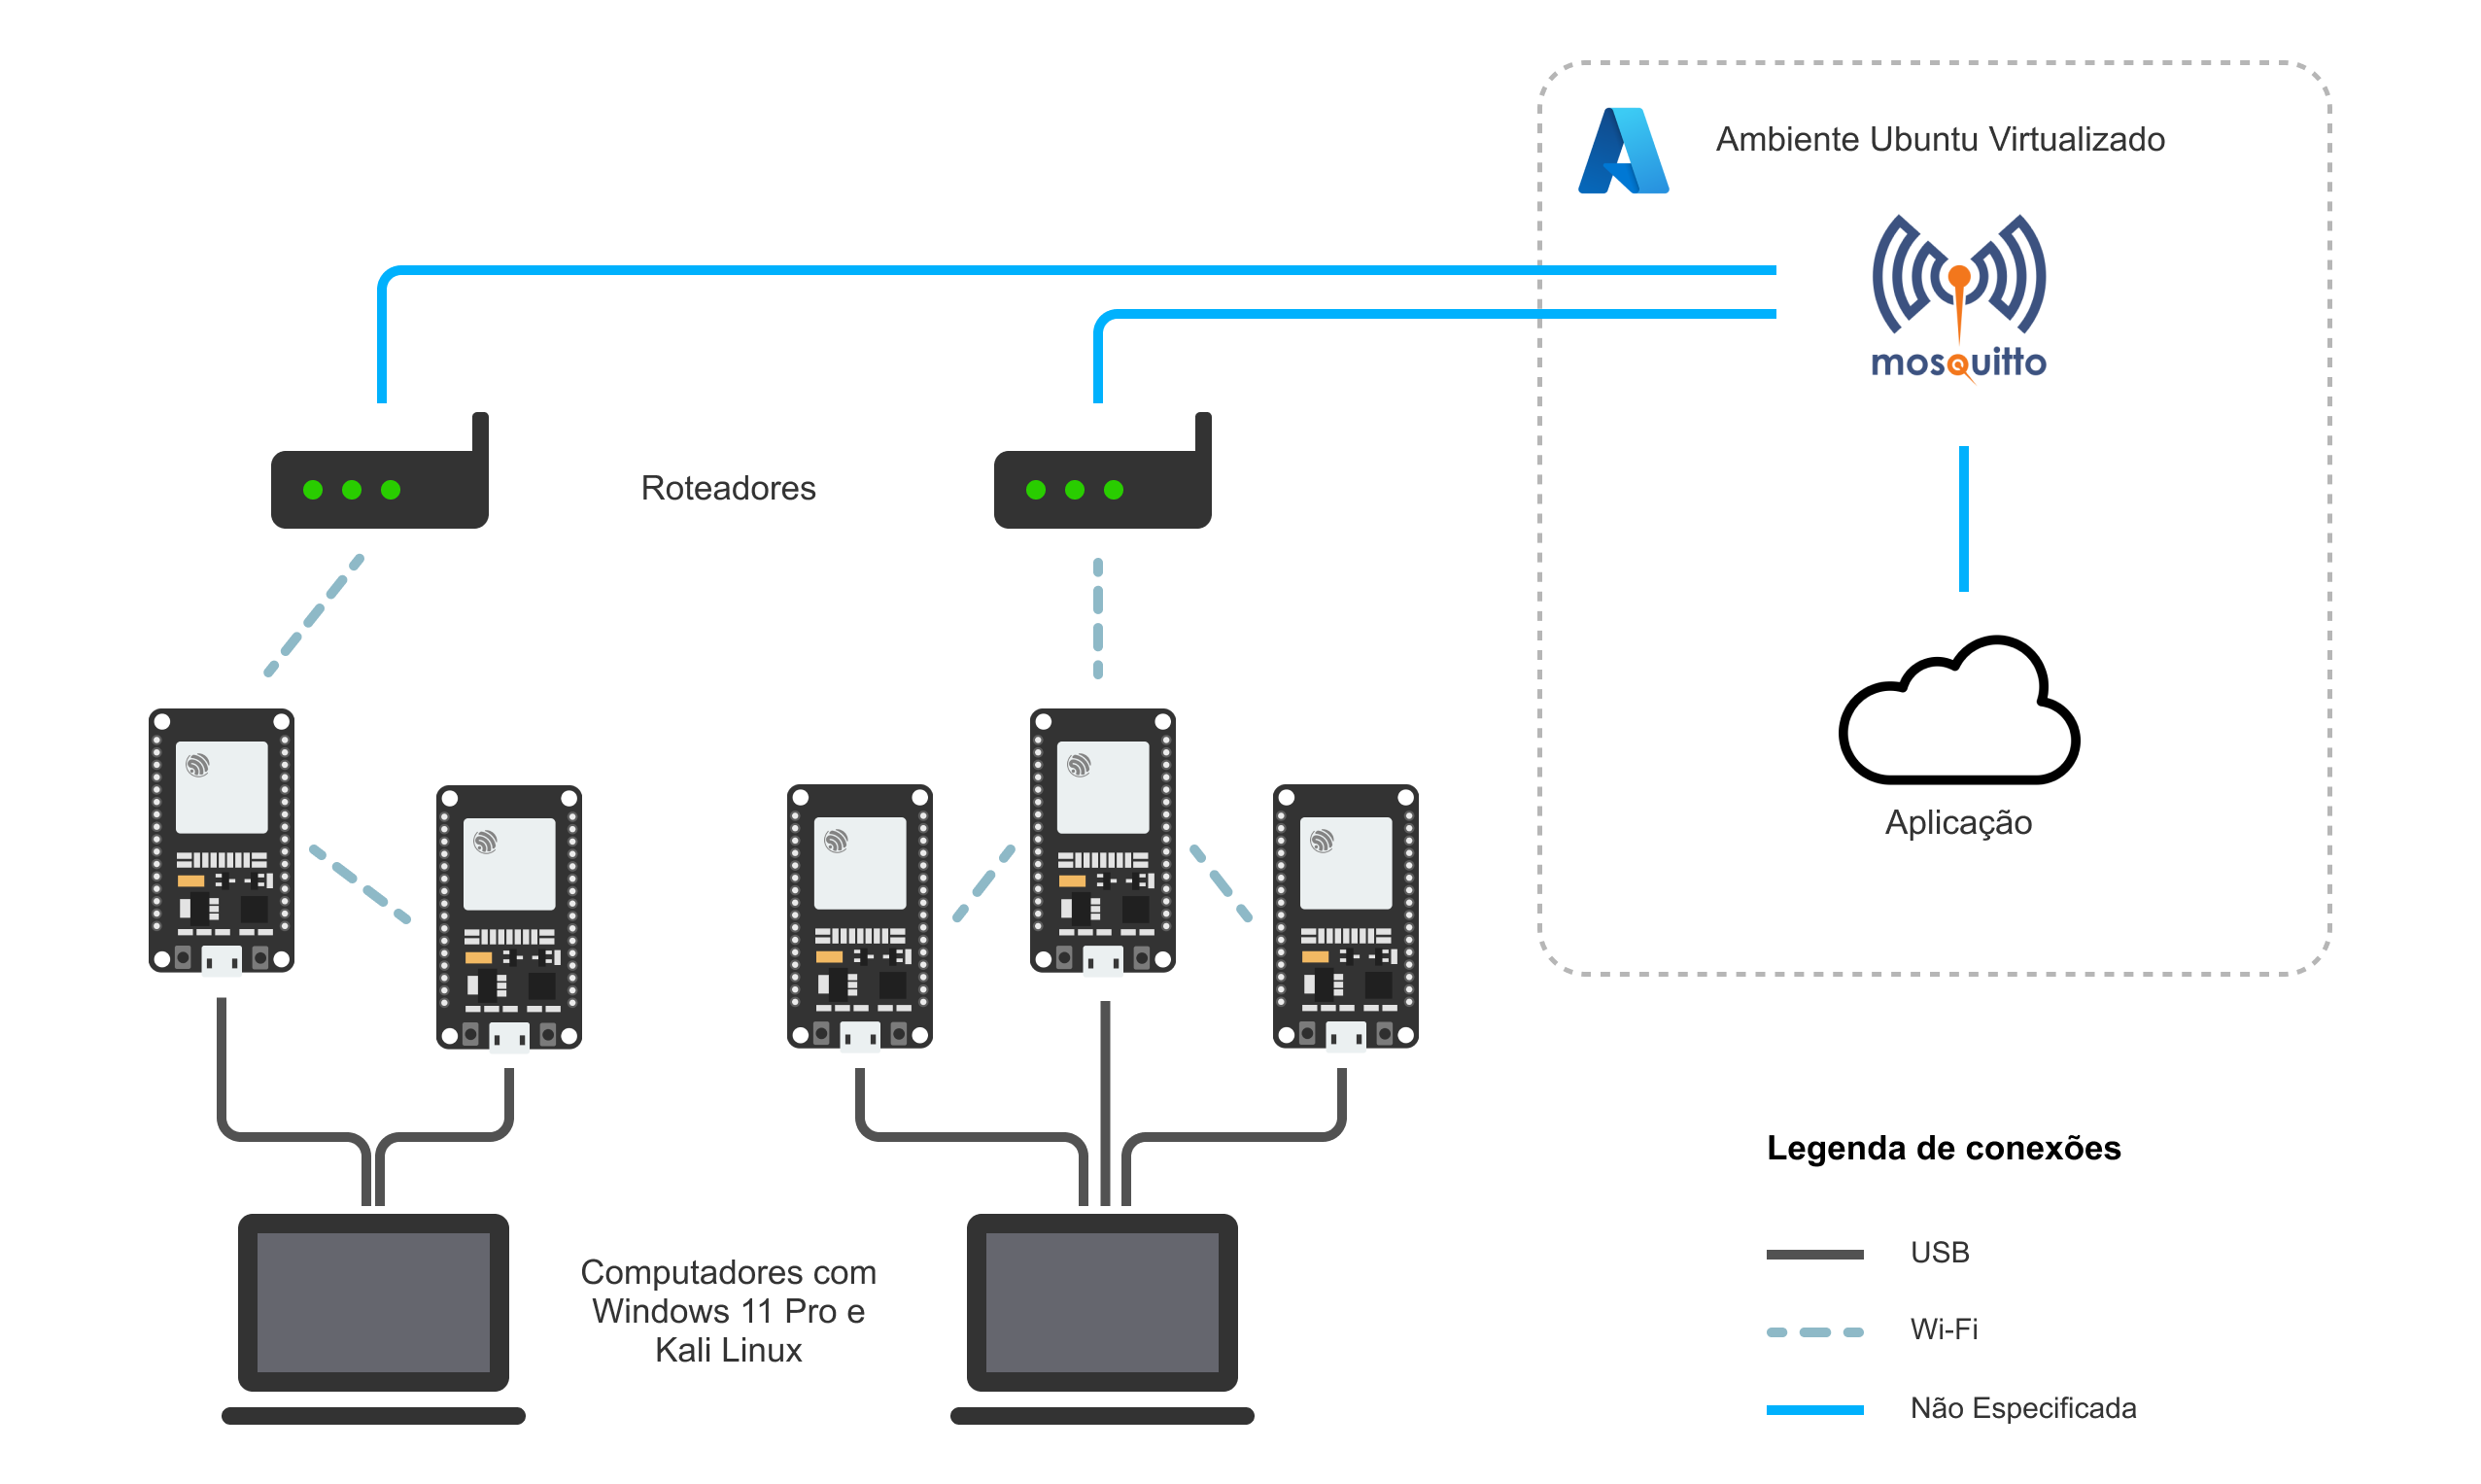 Ambiente Ubuntu Virtualizado
mosquitto
Roteadores
Aplicação
Computadores com
Windows 11 Pro e
Kali Linux
Legenda de conexões
USB
Wi-Fi
Não Especificada